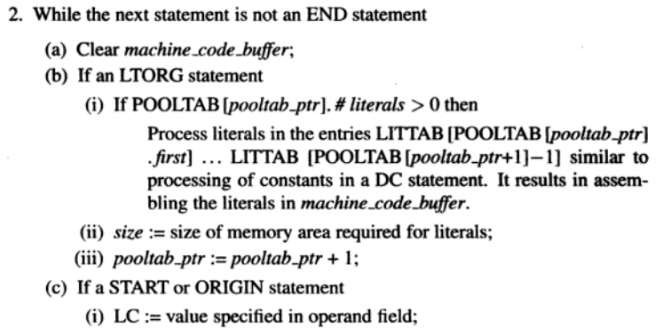 2. While the next statement is not an END statement
(a) Clear machine_code_buffer;
(b) If an LTORG statement
(i) If POOLTAB [pooltab_ptr]. # literals > 0 then
Process literals in the entries LITTAB [POOLTAB [pooltab_ptr]
.first] ... LITTAB [POOLTAB [pooltab_ptr+1]–1] similar to
processing of constants in a DC statement. It results in assem-
bling the literals in machine_code_buffer.
(ii) size := size of memory area required for literals;
(iii) pooltab_ptr := pooltab_ptr + 1;
(c) If a START or ORIGIN statement
(i) LC := value specified in operand field;